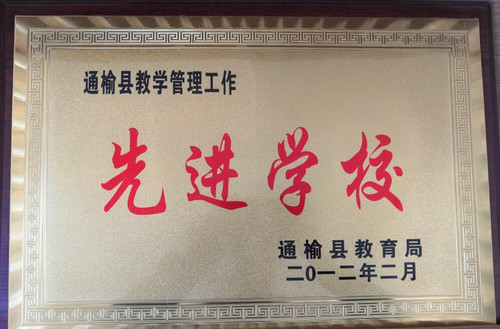 通榆县教学管理工作
先进学校
通榆县教育局
二〇一二年二月